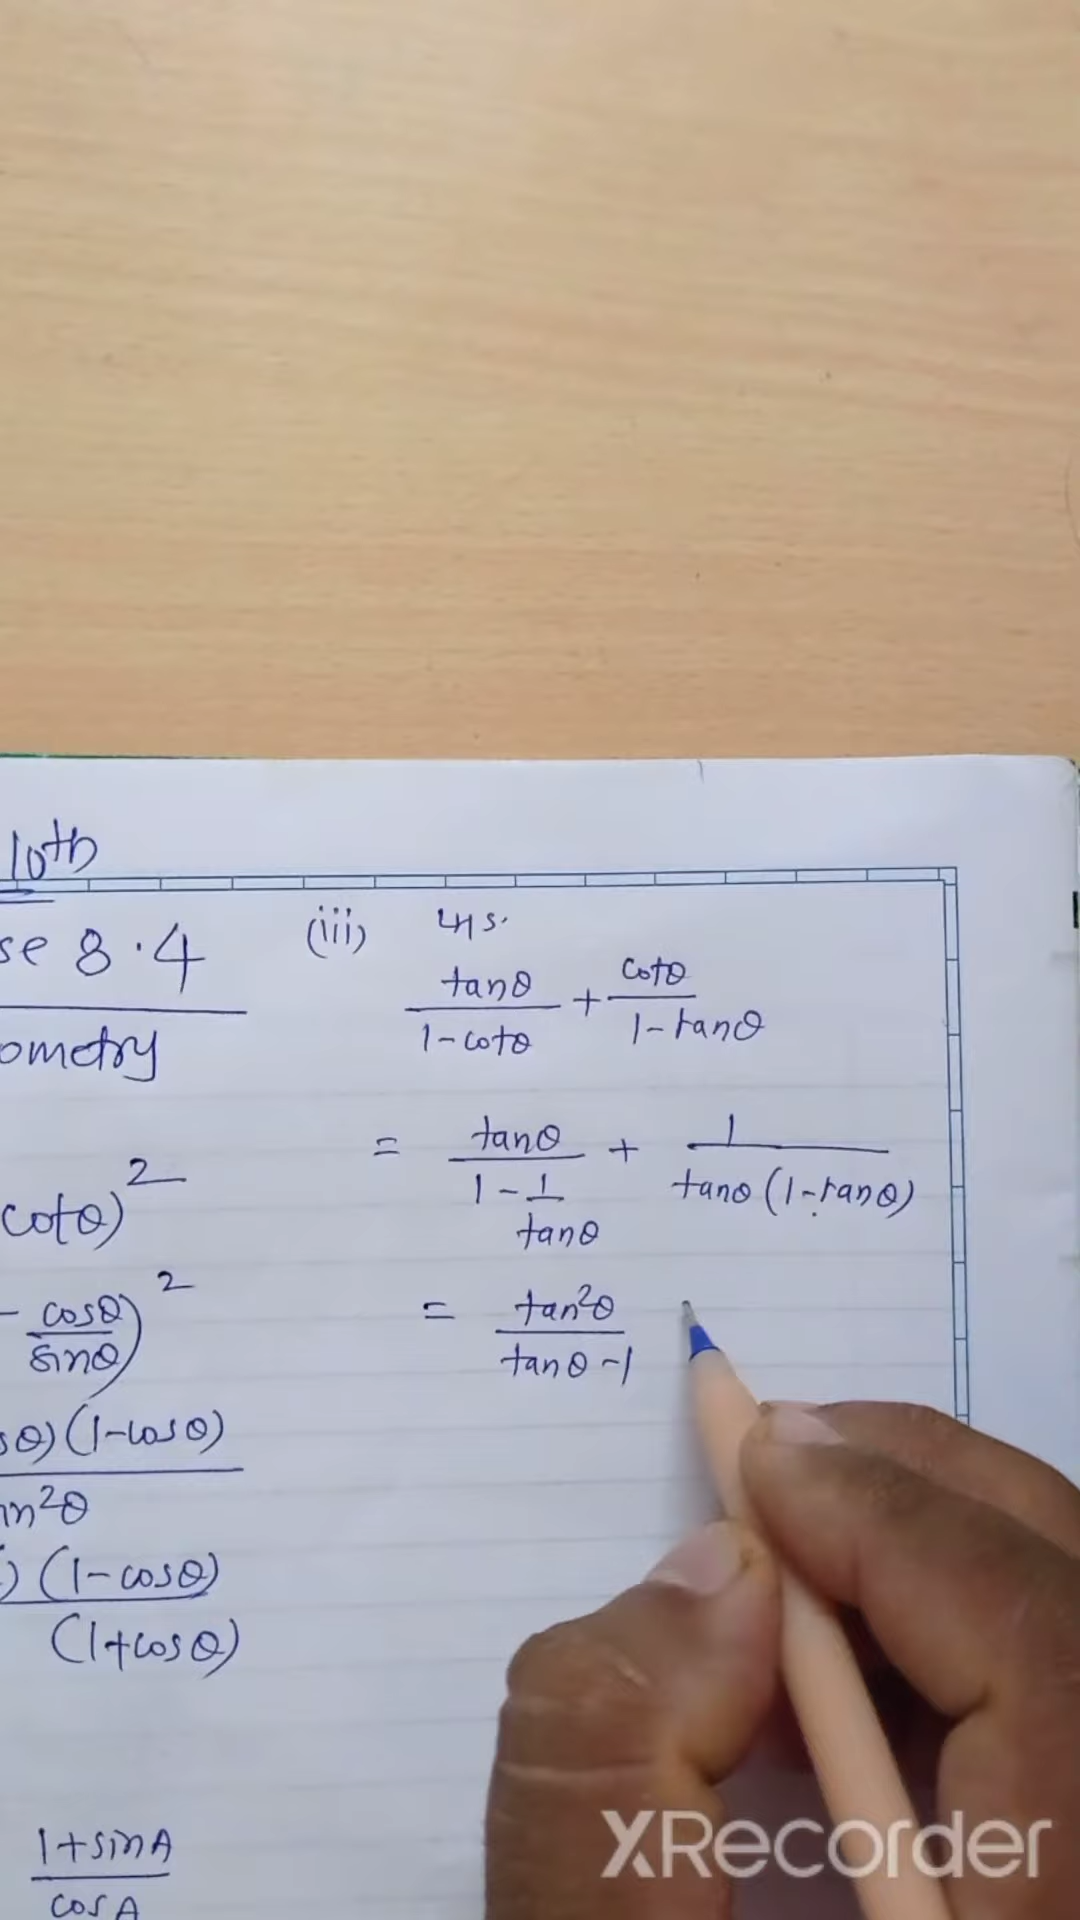 10th
se 8.4
ometry
cotθ)²
- cosθ/sinθ)²
sθ)(1-cosθ)
in²θ
) (1-cosθ)
(1+cosθ)
1+sinA
cosA
(iii) LHS.
tanθ/1-cotθ + cotθ/1-tanθ
= tanθ/1-1/tanθ + 1/tanθ(1-tanθ)
= tan²θ/tanθ-1
XRecorder